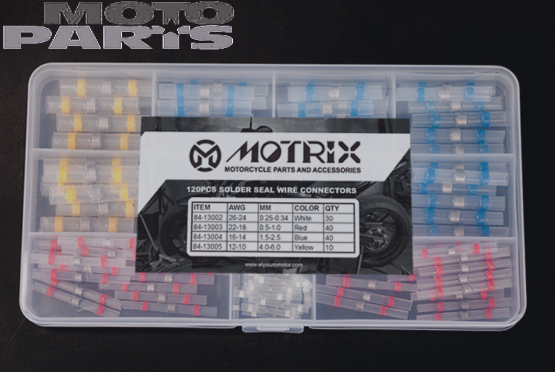 MOTO
PARTS
MOTRIX
MOTORCYCLE PARTS AND ACCESSORIES
120PCS SOLDER SEAL WIRE CONNECTORS
ITEM AWG MM COLOR QTY
84-13002 26-24 0.25-0.34 White 30
84-13003 22-18 0.5-1.0 Red 40
84-13004 16-14 1.5-2.5 Blue 40
84-13005 12-10 4.0-6.0 Yellow 10